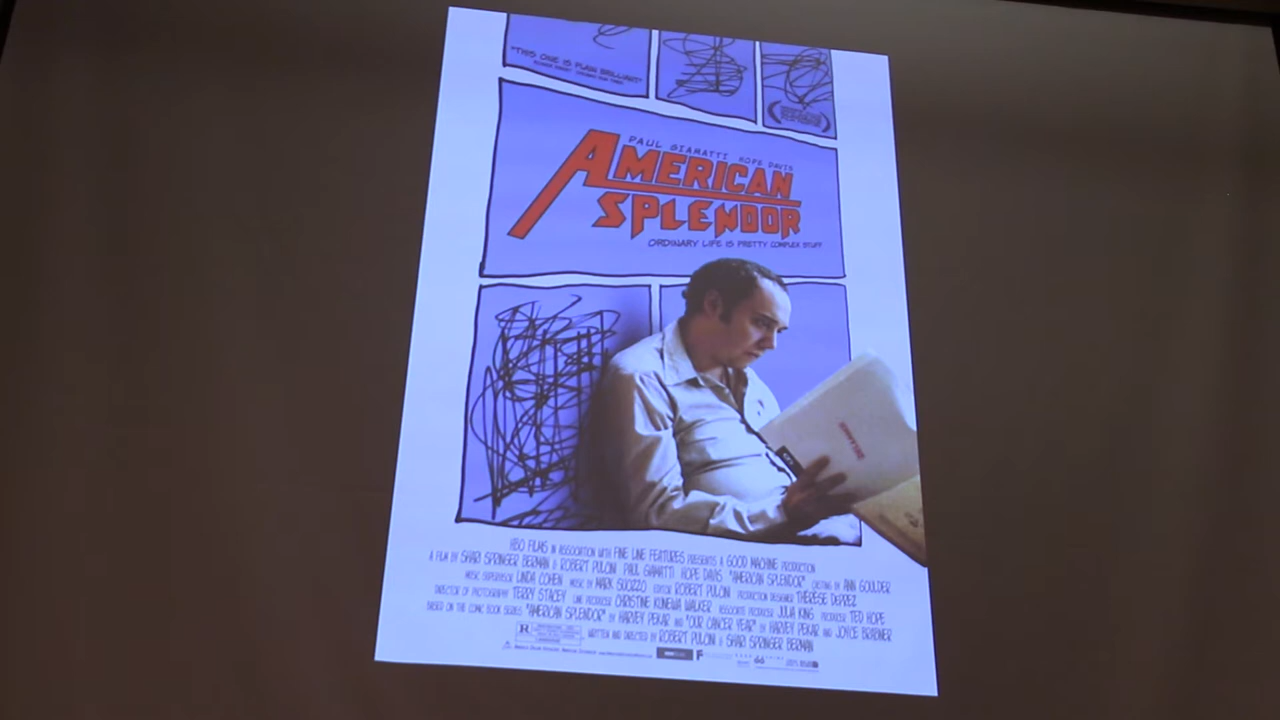 "THIS ONE IS PLAIN BRILLIANT"
PAUL GIAMATTI HOPE DAVIS
AMERICAN
SPLENDOR
ORDINARY LIFE IS PRETTY COMPLEX STUFF
HBO FILMS IN ASSOCIATION WITH FINE LINE FEATURES PRESENTS A GOOD MACHINE PRODUCTION
A FILM BY SHARI SPRINGER BERMAN & ROBERT PULCINI PAUL GIAMATTI HOPE DAVIS "AMERICAN SPLENDOR" CASTING BY ANN GOULDER
MUSIC SUPERVISOR LINDA COHEN MUSIC BY MARK SUOZZO EDITOR ROBERT PULCINI PRODUCTION DESIGNER THÉRÈSE DEPREZ
DIRECTOR OF PHOTOGRAPHY TERRY STACEY LINE PRODUCER CHRISTINE KUNEWA WALKER ASSOCIATE PRODUCER JULIA KING PRODUCER TED HOPE
BASED ON THE COMIC BOOK SERIES "AMERICAN SPLENDOR" BY HARVEY PEKAR AND "OUR CANCER YEAR" BY HARVEY PEKAR AND JOYCE BRABNER
R WRITTEN AND DIRECTED BY ROBERT PULCINI & SHARI SPRINGER BERMAN